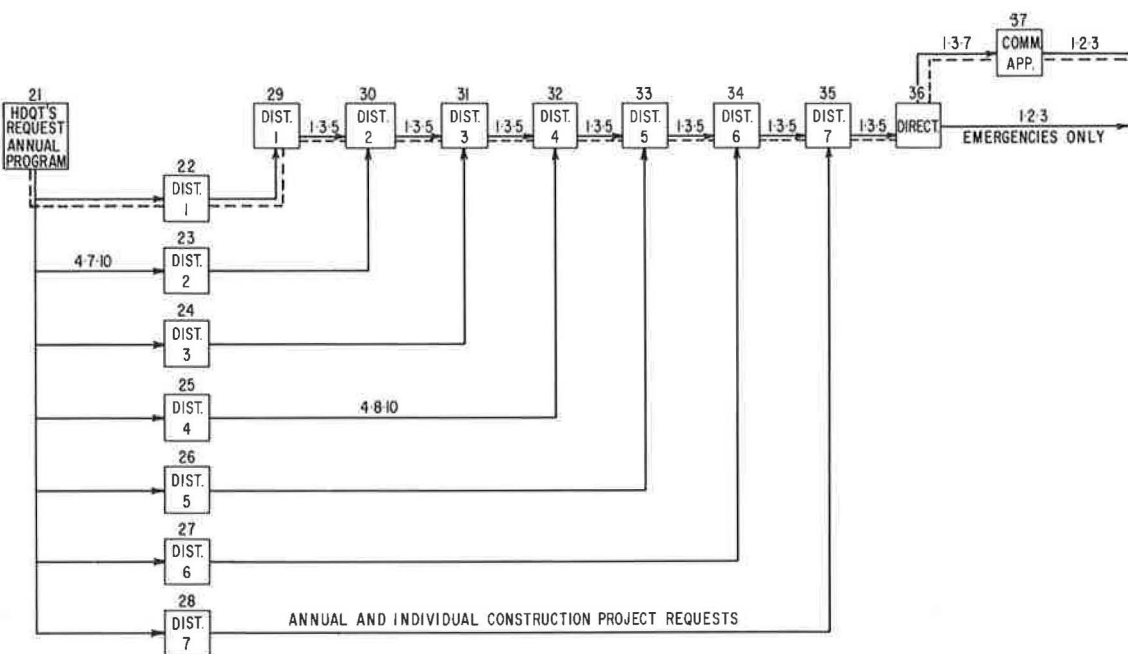 37
1·3·7
COMM.
APP.
1·2·3
21
HDQT'S
REQUEST
ANNUAL
PROGRAM
29
DIST.
1
1·3·5
30
DIST.
2
1·3·5
31
DIST.
3
1·3·5
32
DIST.
4
1·3·5
33
DIST.
5
1·3·5
34
DIST.
6
1·3·5
35
DIST.
7
1·3·5
36
DIRECT.
1·2·3
EMERGENCIES ONLY
22
DIST.
1
23
4·7·10
DIST.
2
24
DIST.
3
25
DIST.
4
4·8·10
26
DIST.
5
27
DIST.
6
28
DIST.
7
ANNUAL AND INDIVIDUAL CONSTRUCTION PROJECT REQUESTS